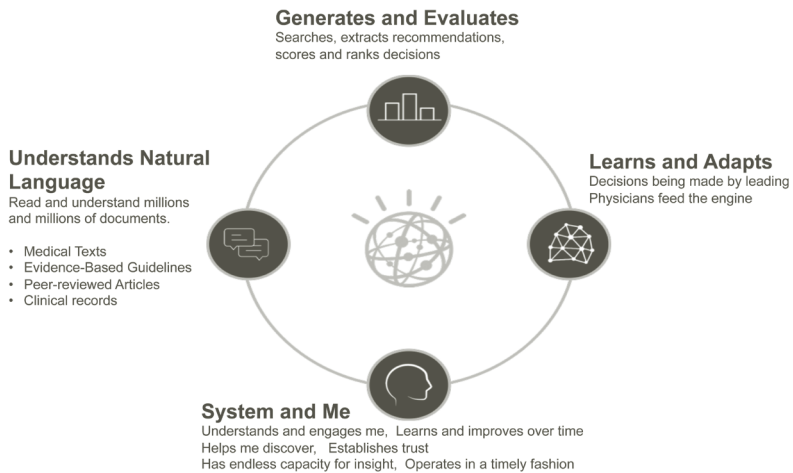 Generates and Evaluates
Searches, extracts recommendations,
scores and ranks decisions
Understands Natural
Language
Read and understand millions
and millions of documents.
• Medical Texts
• Evidence-Based Guidelines
• Peer-reviewed Articles
• Clinical records
Learns and Adapts
Decisions being made by leading
Physicians feed the engine
System and Me
Understands and engages me, Learns and improves over time
Helps me discover, Establishes trust
Has endless capacity for insight, Operates in a timely fashion